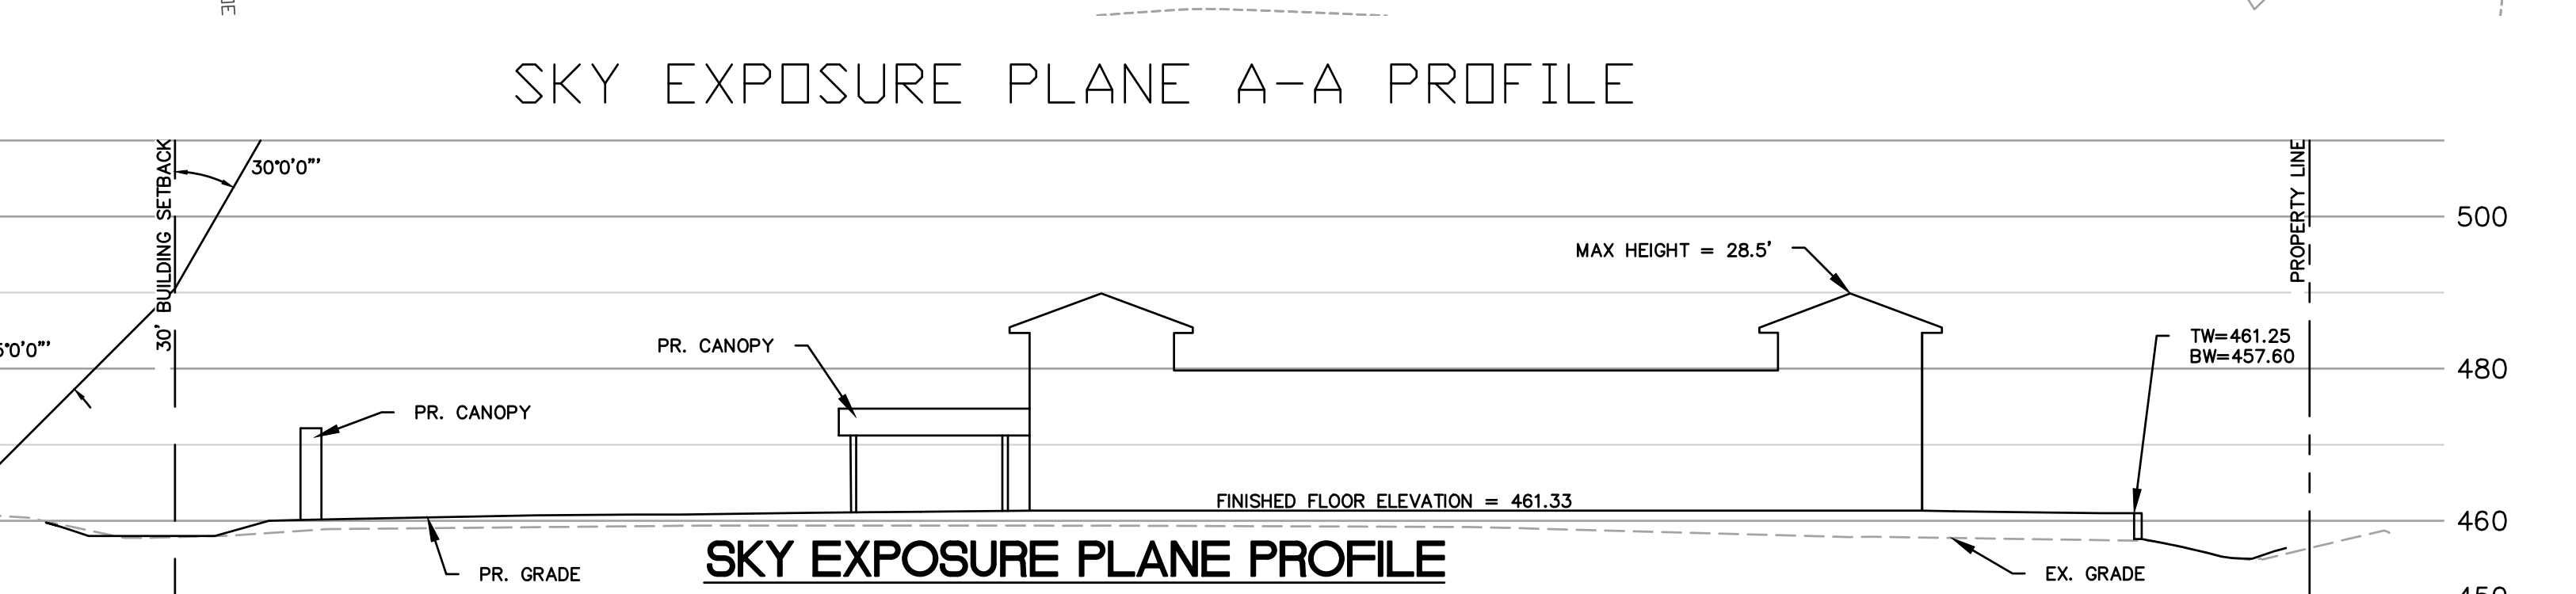 SKY EXPOSURE PLANE A-A PROFILE
30' BUILDING SETBACK
30°0'0"'
PROPERTY LINE
500
MAX HEIGHT = 28.5'
TW=461.25
BW=457.60
PR. CANOPY
480
PR. CANOPY
FINISHED FLOOR ELEVATION = 461.33
460
SKY EXPOSURE PLANE PROFILE
PR. GRADE
EX. GRADE